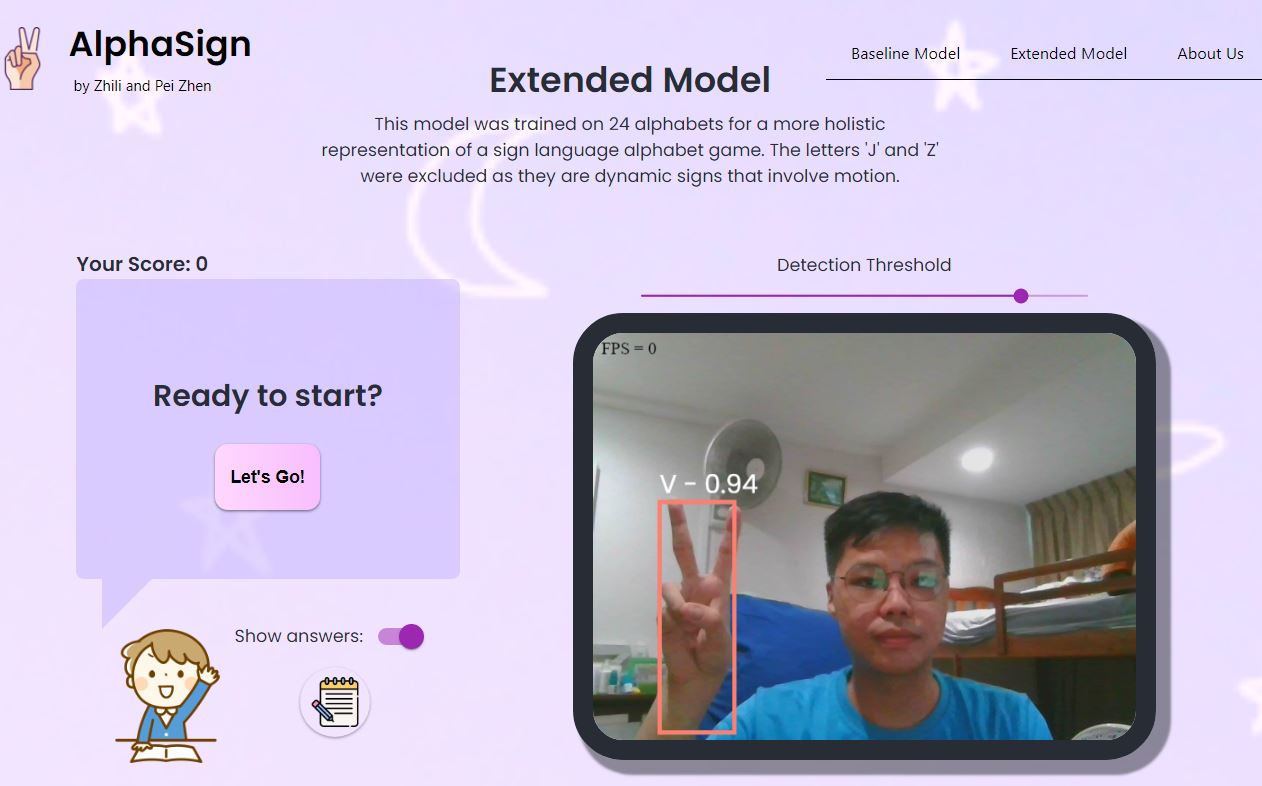 AlphaSign
by Zhili and Pei Zhen
Baseline Model
Extended Model
About Us
Extended Model
This model was trained on 24 alphabets for a more holistic
representation of a sign language alphabet game. The letters 'J' and 'Z'
were excluded as they are dynamic signs that involve motion.
Your Score: 0
Ready to start?
Let's Go!
Show answers:
Detection Threshold
FPS = 0
V - 0.94